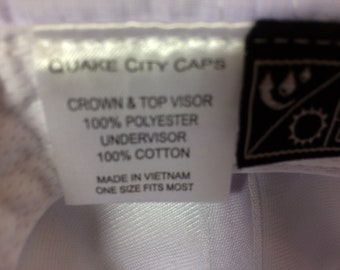 QUAKE CITY CAPS
CROWN & TOP VISOR
100% POLYESTER
UNDERVISOR
100% COTTON
MADE IN VIETNAM
ONE SIZE FITS MOST